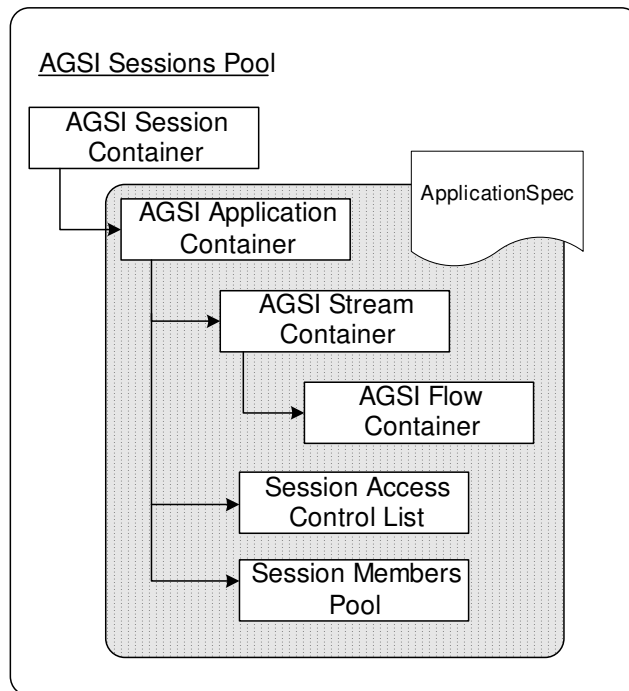 AGSI Sessions Pool
AGSI Session
Container
ApplicationSpec
AGSI Application
Container
AGSI Stream
Container
AGSI Flow
Container
Session Access
Control List
Session Members
Pool